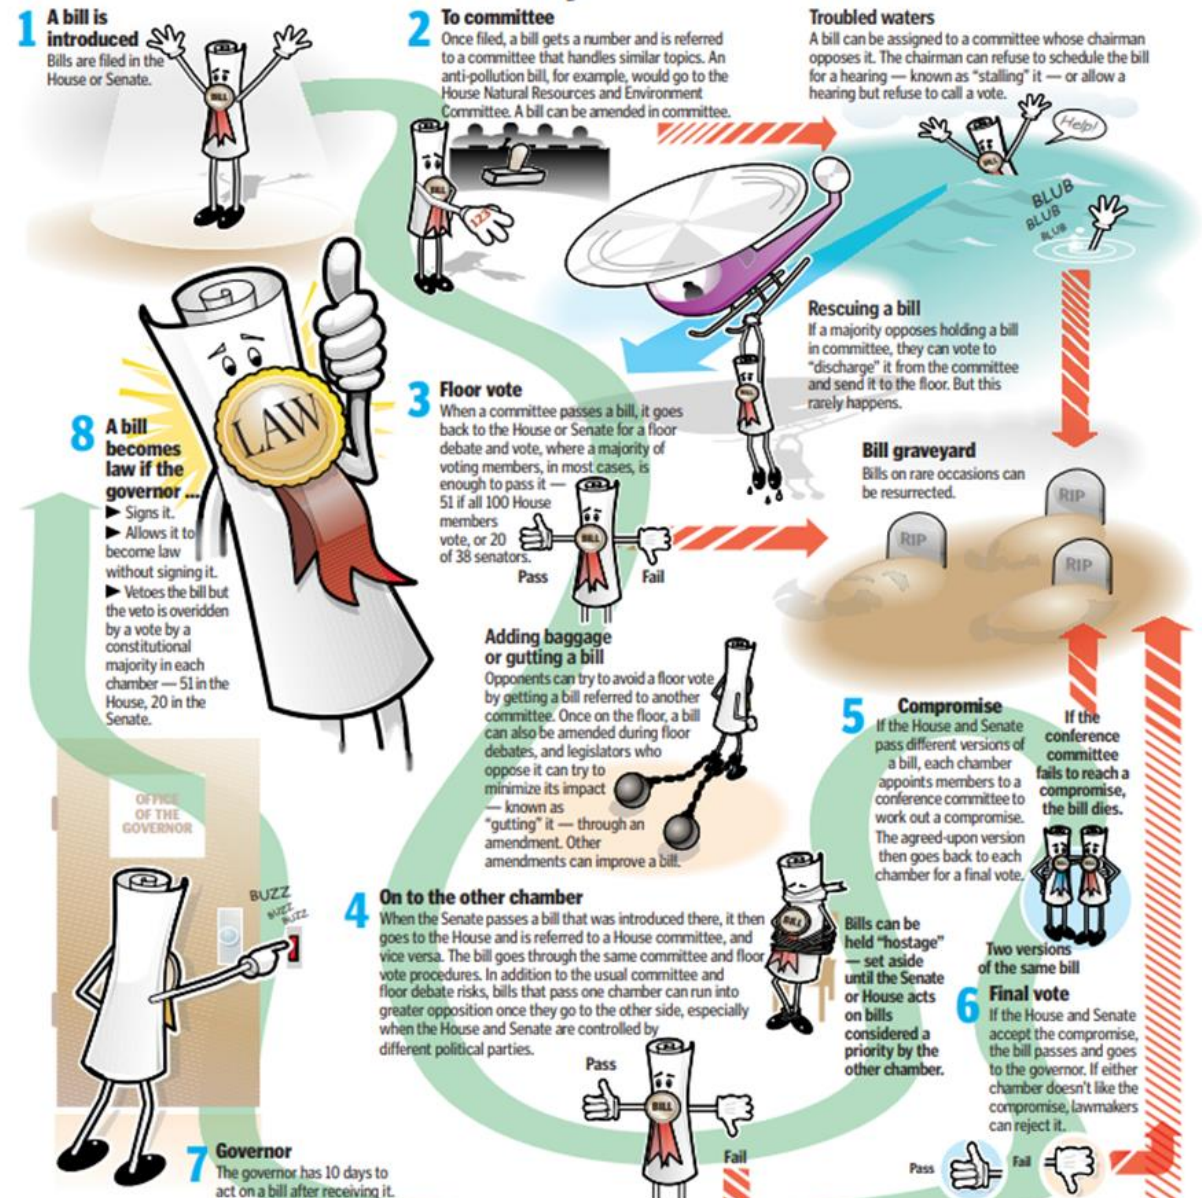 1 A bill is
introduced
Bills are filed in the
House or Senate.
BILL
2 To committee
Once filed, a bill gets a number and is referred
to a committee that handles similar topics. An
anti-pollution bill, for example, would go to the
House Natural Resources and Environment
Committee. A bill can be amended in committee.
BILL
123
Troubled waters
A bill can be assigned to a committee whose chairman
opposes it. The chairman can refuse to schedule the bill
for a hearing — known as "stalling" it — or allow a
hearing but refuse to call a vote.
Help!
BILL
BLUB
BLUB
BLUB
Rescuing a bill
If a majority opposes holding a bill
in committee, they can vote to
"discharge" it from the committee
and send it to the floor. But this
rarely happens.
BILL
3 Floor vote
When a committee passes a bill, it goes
back to the House or Senate for a floor
debate and vote, where a majority of
voting members, in most cases, is
enough to pass it —
51 if all 100 House
members
vote, or 20
of 38 senators.
BILL
Pass
Fail
Bill graveyard
Bills on rare occasions can
be resurrected.
RIP
RIP
RIP
LAW
8 A bill
becomes
law if the
governor ...
▶ Signs it.
▶ Allows it to
become law
without signing it.
▶ Vetoes the bill but
the veto is overidden
by a vote by a
constitutional
majority in each
chamber — 51 in the
House, 20 in the
Senate.
Adding baggage
or gutting a bill
Opponents can try to avoid a floor vote
by getting a bill referred to another
committee. Once on the floor, a bill
can also be amended during floor
debates, and legislators who
oppose it can try to
minimize its impact
— known as
"gutting" it — through an
amendment. Other
amendments can improve a bill.
5 Compromise
If the House and Senate
pass different versions of
a bill, each chamber
appoints members to a
conference committee to
work out a compromise.
The agreed-upon version
then goes back to each
chamber for a final vote.
If the
conference
committee
fails to reach a
compromise,
the bill dies.
Two versions
of the same bill
4 On to the other chamber
When the Senate passes a bill that was introduced there, it then
goes to the House and is referred to a House committee, and
vice versa. The bill goes through the same committee and floor
vote procedures. In addition to the usual committee and
floor debate risks, bills that pass one chamber can run into
greater opposition once they go to the other side, especially
when the House and Senate are controlled by
different political parties.
BILL
Bills can be
held "hostage"
— set aside
until the Senate
or House acts
on bills
considered a
priority by the
other chamber.
Pass
BILL
Fail
6 Final vote
If the House and Senate
accept the compromise,
the bill passes and goes
to the governor. If either
chamber doesn't like the
compromise, lawmakers
can reject it.
Pass
Fail
OFFICE
OF THE
GOVERNOR
BUZZ
BUZZ
BUZZ
7 Governor
The governor has 10 days to
act on a bill after receiving it.